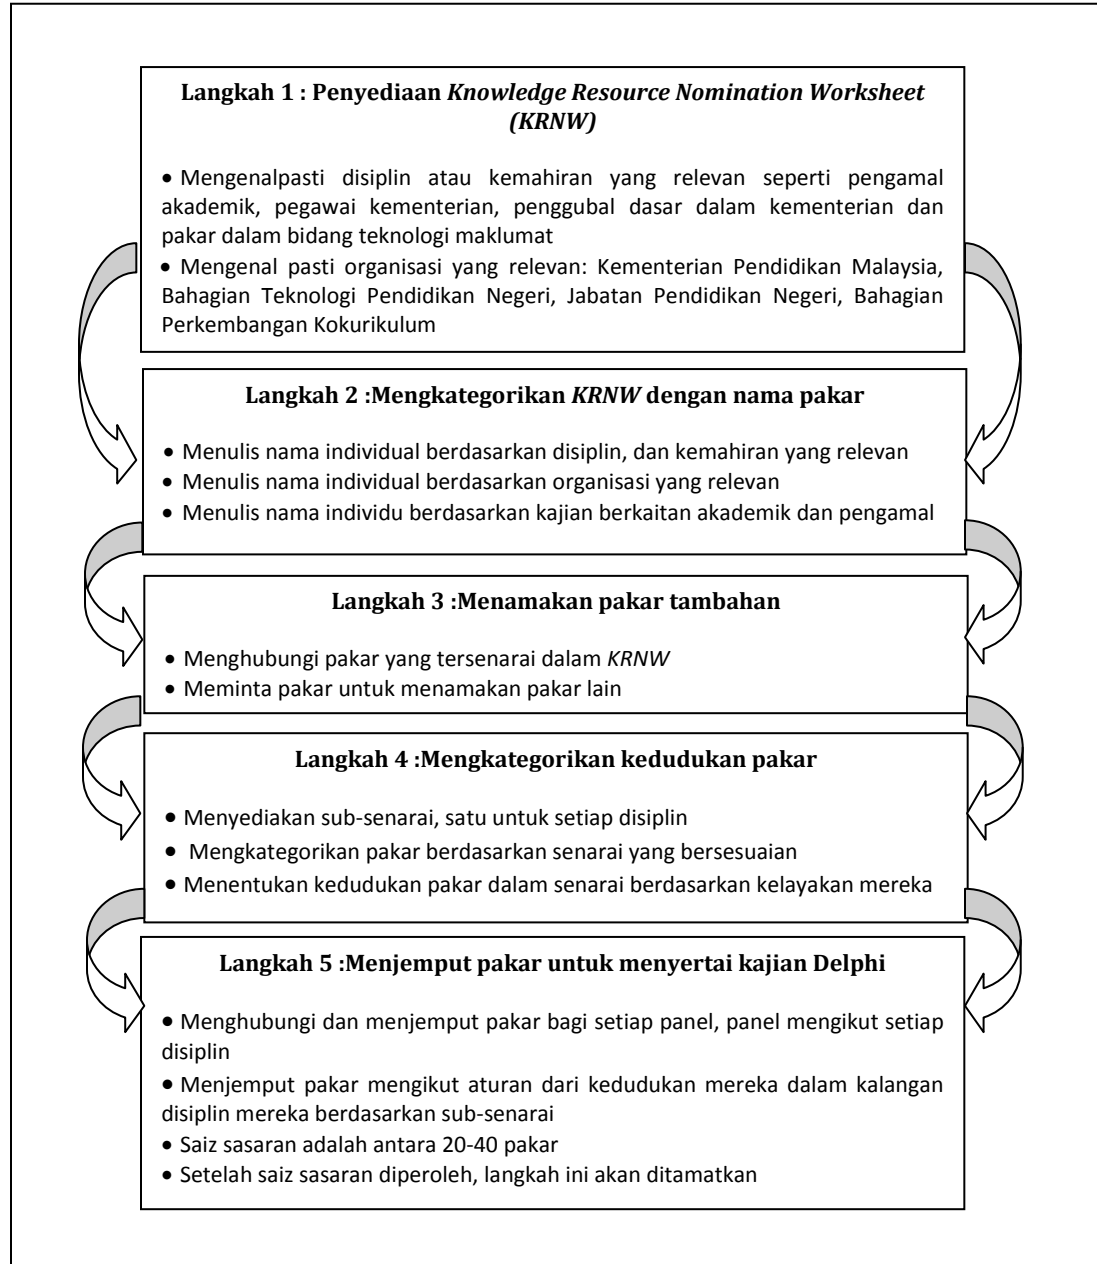 Langkah 1 : Penyediaan Knowledge Resource Nomination Worksheet
(KRNW)
• Mengenalpasti disiplin atau kemahiran yang relevan seperti pengamal
akademik, pegawai kementerian, penggubal dasar dalam kementerian dan
pakar dalam bidang teknologi maklumat
• Mengenal pasti organisasi yang relevan: Kementerian Pendidikan Malaysia,
Bahagian Teknologi Pendidikan Negeri, Jabatan Pendidikan Negeri, Bahagian
Perkembangan Kokurikulum
Langkah 2 :Mengkategorikan KRNW dengan nama pakar
• Menulis nama individual berdasarkan disiplin, dan kemahiran yang relevan
• Menulis nama individual berdasarkan organisasi yang relevan
• Menulis nama individu berdasarkan kajian berkaitan akademik dan pengamal
Langkah 3 :Menamakan pakar tambahan
• Menghubungi pakar yang tersenarai dalam KRNW
• Meminta pakar untuk menamakan pakar lain
Langkah 4 :Mengkategorikan kedudukan pakar
• Menyediakan sub-senarai, satu untuk setiap disiplin
• Mengkategorikan pakar berdasarkan senarai yang bersesuaian
• Menentukan kedudukan pakar dalam senarai berdasarkan kelayakan mereka
Langkah 5 :Menjemput pakar untuk menyertai kajian Delphi
• Menghubungi dan menjemput pakar bagi setiap panel, panel mengikut setiap
disiplin
• Menjemput pakar mengikut aturan dari kedudukan mereka dalam kalangan
disiplin mereka berdasarkan sub-senarai
• Saiz sasaran adalah antara 20-40 pakar
• Setelah saiz sasaran diperoleh, langkah ini akan ditamatkan